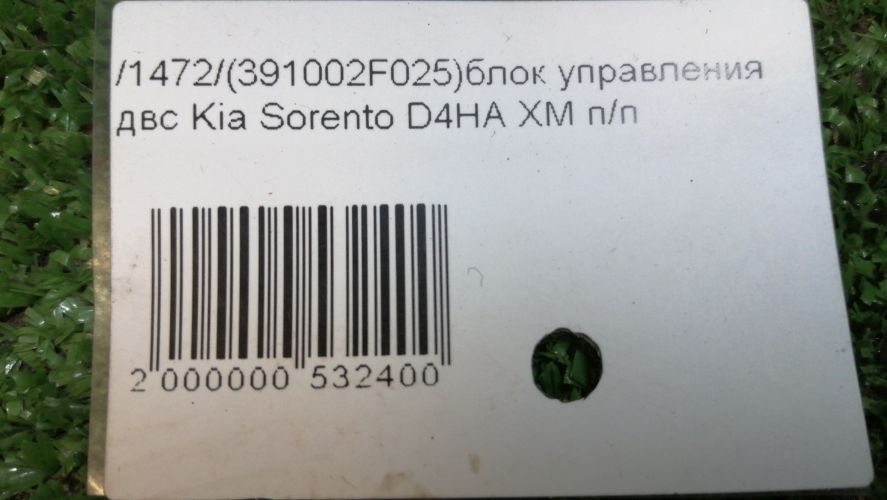 /1472/(391002F025)блок управления
двс Kia Sorento D4HA XM п/п
2 000000 532400